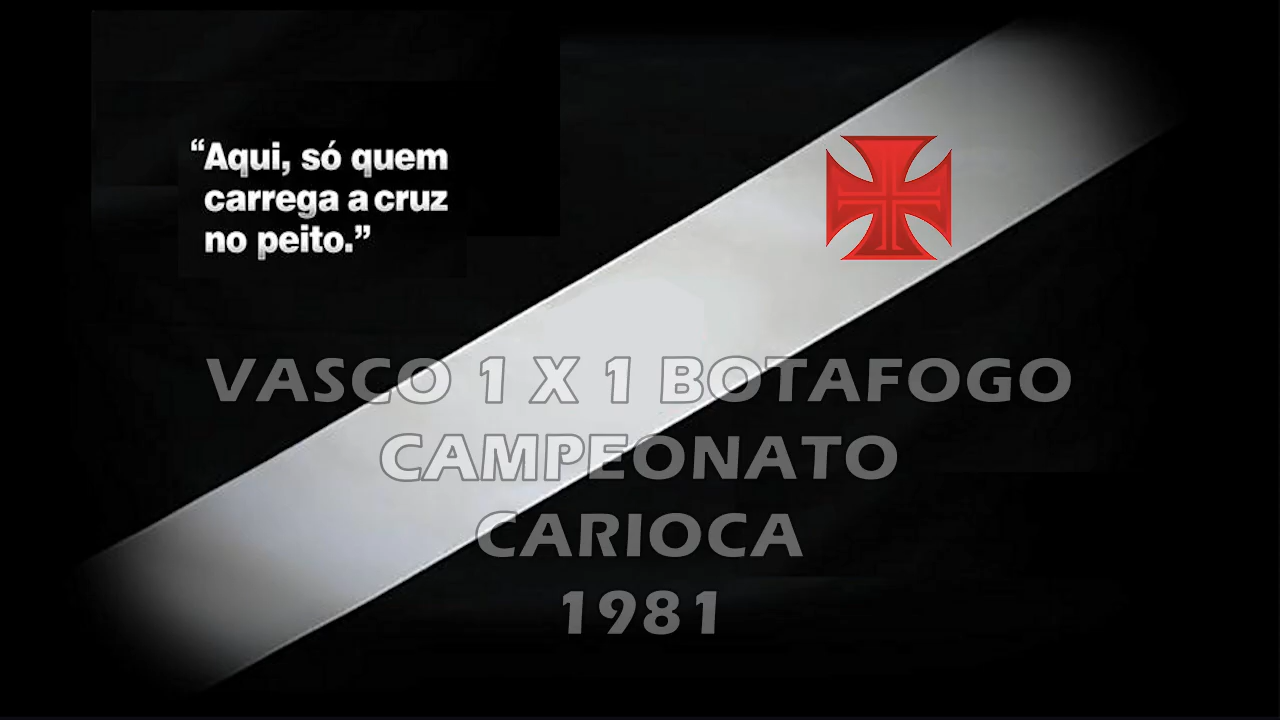 “Aqui, só quem
carrega a cruz
no peito.”
VASCO 1 X 1 BOTAFOGO
CAMPEONATO
CARIOCA
1981